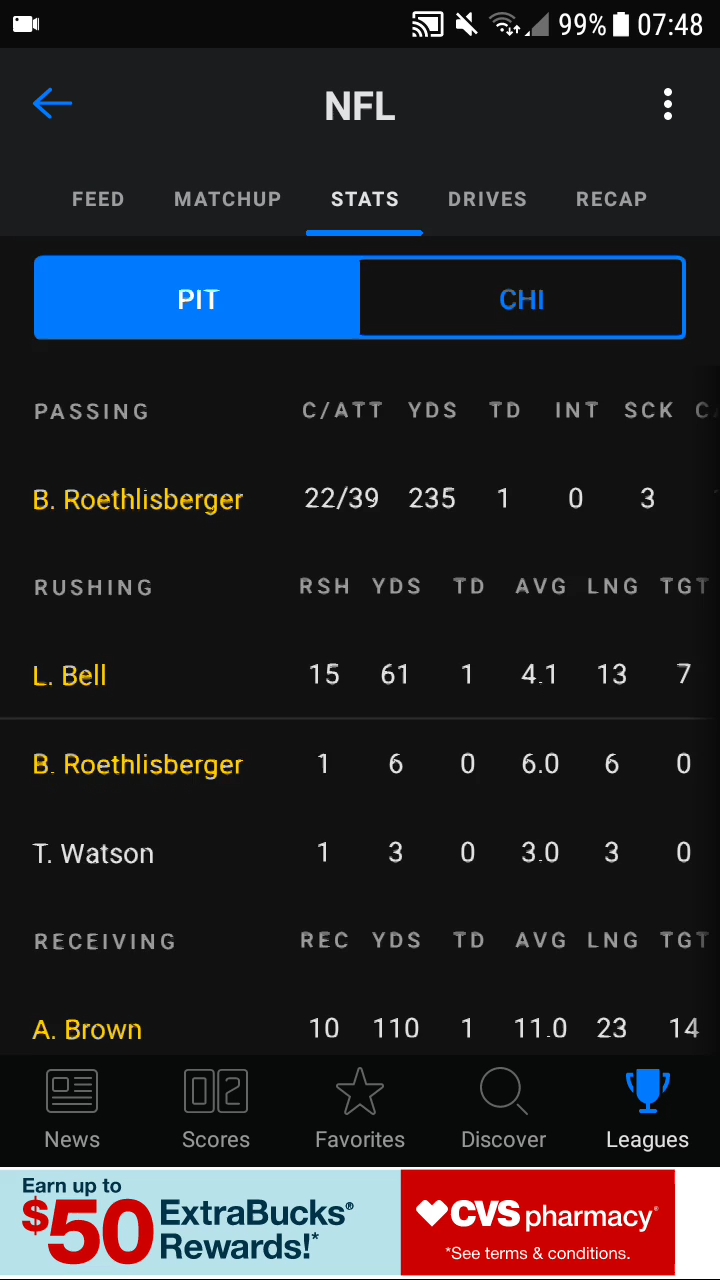 99% 07:48
NFL
FEED MATCHUP STATS DRIVES RECAP
PIT CHI
PASSING C/ATT YDS TD INT SCK
B. Roethlisberger 22/39 235 1 0 3
RUSHING RSH YDS TD AVG LNG TGT
L. Bell 15 61 1 4.1 13 7
B. Roethlisberger 1 6 0 6.0 6 0
T. Watson 1 3 0 3.0 3 0
RECEIVING REC YDS TD AVG LNG TGT
A. Brown 10 110 1 11.0 23 14
News Scores Favorites Discover Leagues
Earn up to
$50 ExtraBucks®
Rewards!*
CVS pharmacy®
*See terms & conditions.